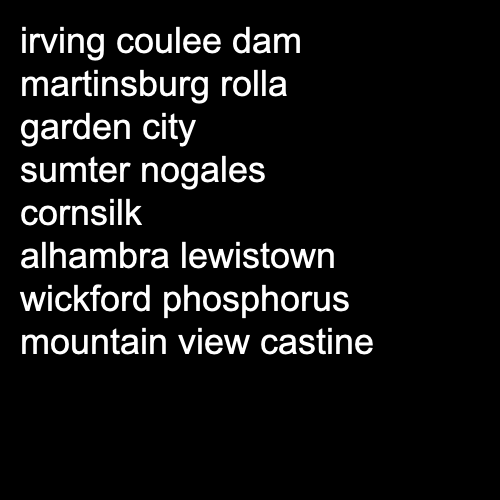 irving coulee dam
martinsburg rolla
garden city
sumter nogales
cornsilk
alhambra lewistown
wickford phosphorus
mountain view castine